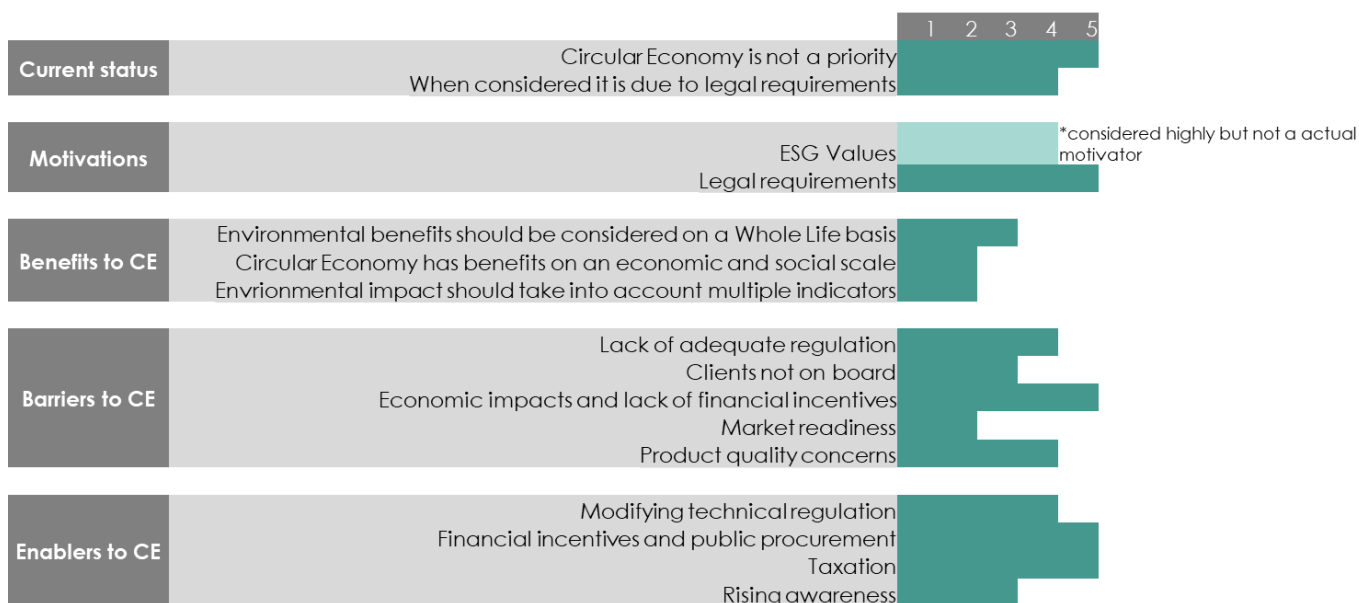 1 2 3 4 5
Current status
Circular Economy is not a priority
When considered it is due to legal requirements
Motivations
ESG Values
*considered highly but not a actual
motivator
Legal requirements
Benefits to CE
Environmental benefits should be considered on a Whole Life basis
Circular Economy has benefits on an economic and social scale
Envrionmental impact should take into account multiple indicators
Barriers to CE
Lack of adequate regulation
Clients not on board
Economic impacts and lack of financial incentives
Market readiness
Product quality concerns
Enablers to CE
Modifying technical regulation
Financial incentives and public procurement
Taxation
Rising awareness